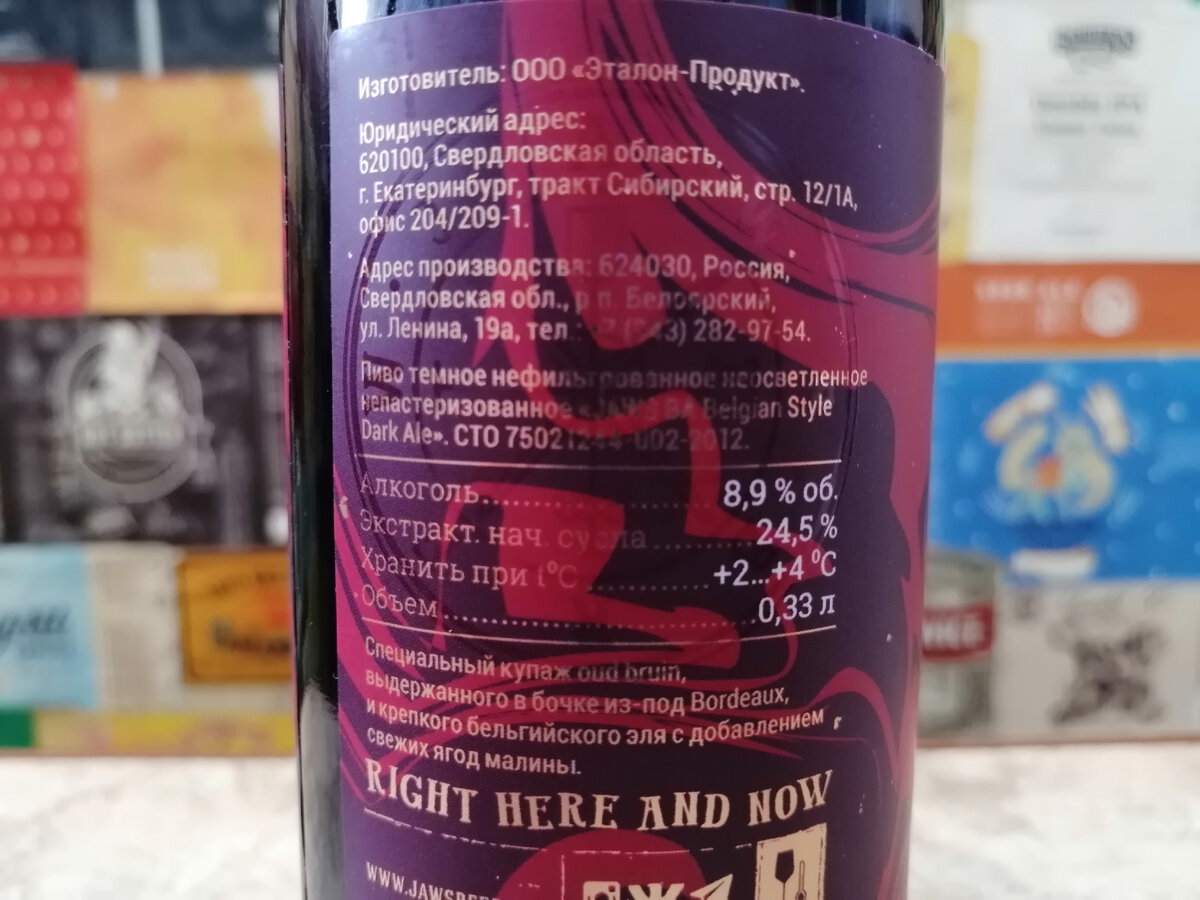 Изготовитель: ООО «Эталон-Продукт».
Юридический адрес:
620100, Свердловская область,
г. Екатеринбург, тракт Сибирский, стр. 12/1А,
офис 204/209-1.
Адрес производства: 624030, Россия,
Свердловская обл., р п. Белоярский,
ул. Ленина, 19а, тел.: +7 (343) 282-97-54.
Пиво темное нефильтрованное неосветленное
непастеризованное «JAWS Belgian Style
Dark Ale». СТО 75021244-002-2012.
Алкоголь........................8,9 % об.
Экстракт. нач. сусла...........24,5 %
Хранить при t°C...........+2...+4 °C
Объем...........................0,33 л
Специальный купаж oud bruin,
выдержанного в бочке из-под Bordeaux,
и крепкого бельгийского эля с добавлением
свежих ягод малины.
RIGHT HERE AND NOW